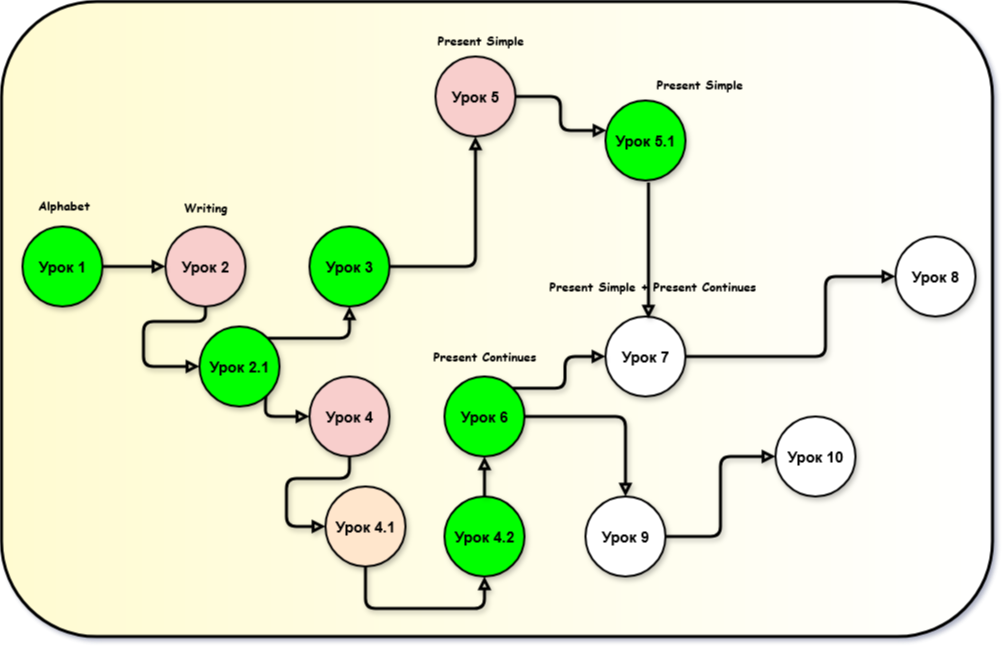 Present Simple
Урок 5
Present Simple
Урок 5.1
Alphabet
Writing
Урок 1
Урок 2
Урок 3
Урок 8
Present Simple + Present Continues
Урок 2.1
Present Continues
Урок 7
Урок 4
Урок 6
Урок 10
Урок 4.1
Урок 4.2
Урок 9